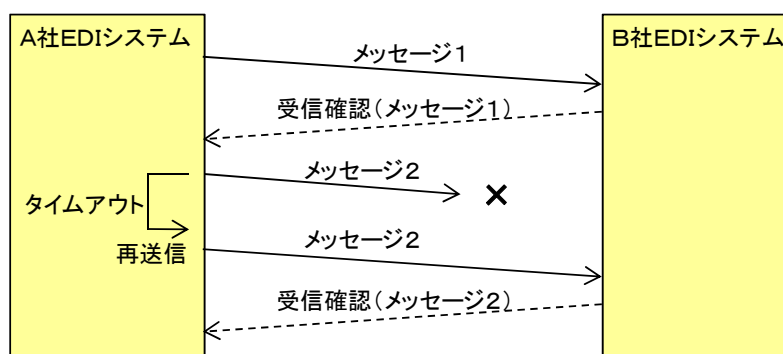 A社EDIシステム
B社EDIシステム
メッセージ1
受信確認(メッセージ1)
メッセージ2
×
タイムアウト
再送信
メッセージ2
受信確認(メッセージ2)